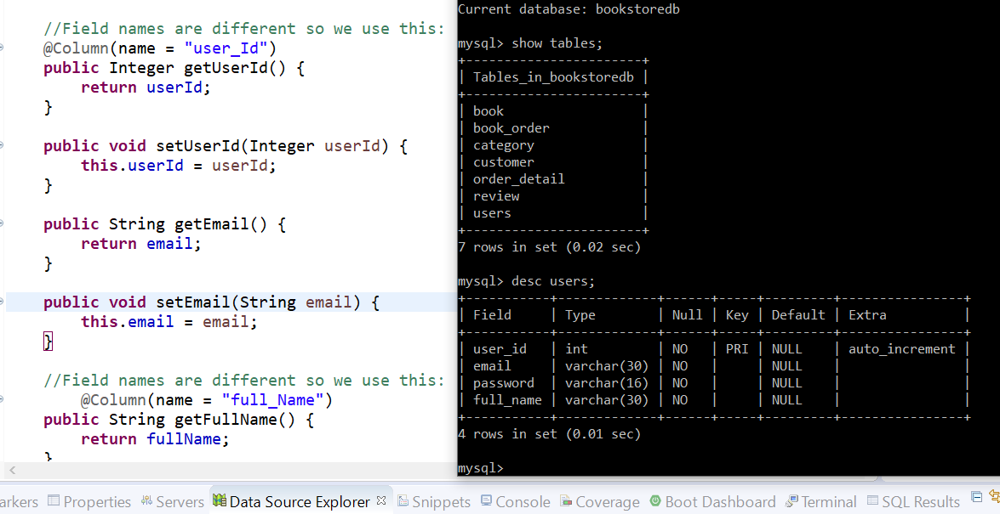 //Field names are different so we use this:
@Column(name = "user_Id")
public Integer getUserId() {
return userId;
}
public void setUserId(Integer userId) {
this.userId = userId;
}
public String getEmail() {
return email;
}
public void setEmail(String email) {
this.email = email;
}
//Field names are different so we use this:
@Column(name = "full_Name")
public String getFullName() {
return fullName;
}
Current database: bookstoredb
mysql> show tables;
+-----------------------+
| Tables_in_bookstoredb |
+-----------------------+
| book |
| book_order |
| category |
| customer |
| order_detail |
| review |
| users |
+-----------------------+
7 rows in set (0.02 sec)
mysql> desc users;
+-----------+-------------+------+-----+---------+----------------+
| Field | Type | Null | Key | Default | Extra |
+-----------+-------------+------+-----+---------+----------------+
| user_id | int | NO | PRI | NULL | auto_increment |
| email | varchar(30) | NO | | NULL | |
| password | varchar(16) | NO | | NULL | |
| full_name | varchar(30) | NO | | NULL | |
+-----------+-------------+------+-----+---------+----------------+
4 rows in set (0.01 sec)
mysql>
arkers Properties Servers Data Source Explorer Snippets Console Coverage Boot Dashboard Terminal SQL Results